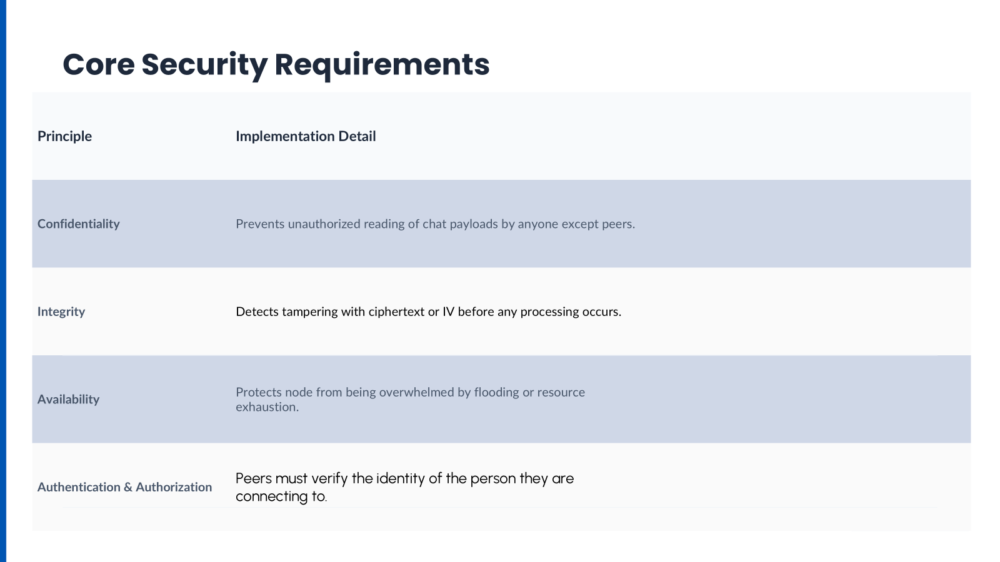 Core Security Requirements
Principle
Implementation Detail
Confidentiality
Prevents unauthorized reading of chat payloads by anyone except peers.
Integrity
Detects tampering with ciphertext or IV before any processing occurs.
Availability
Protects node from being overwhelmed by flooding or resource
exhaustion.
Authentication & Authorization
Peers must verify the identity of the person they are
connecting to.